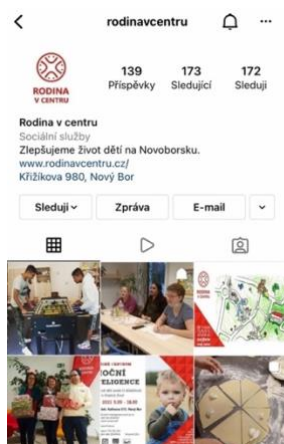 rodinavcentru
RODINA
V CENTRU
139
Příspěvky
173
Sledující
172
Sleduji
Rodina v centru
Sociální služby
Zlepšujeme život dětí na Novoborsku.
www.rodinavcentru.cz/
Křižíkova 980, Nový Bor
Sleduji
Zpráva
E-mail